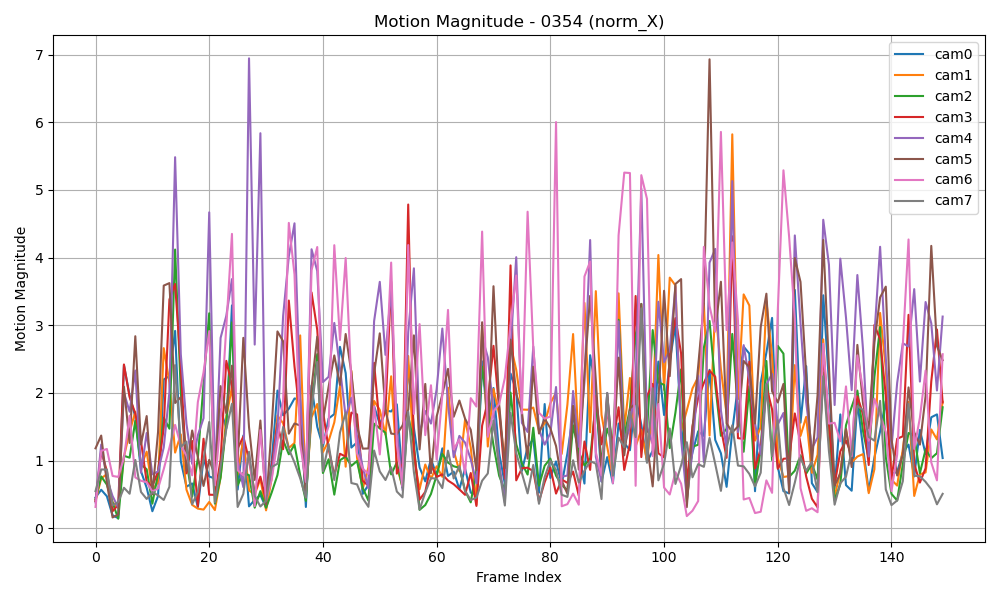 Motion Magnitude - 0354 (norm_X)
Motion Magnitude
7
6
5
4
3
2
1
0
0
20
40
60
80
100
120
140
Frame Index
cam0
cam1
cam2
cam3
cam4
cam5
cam6
cam7